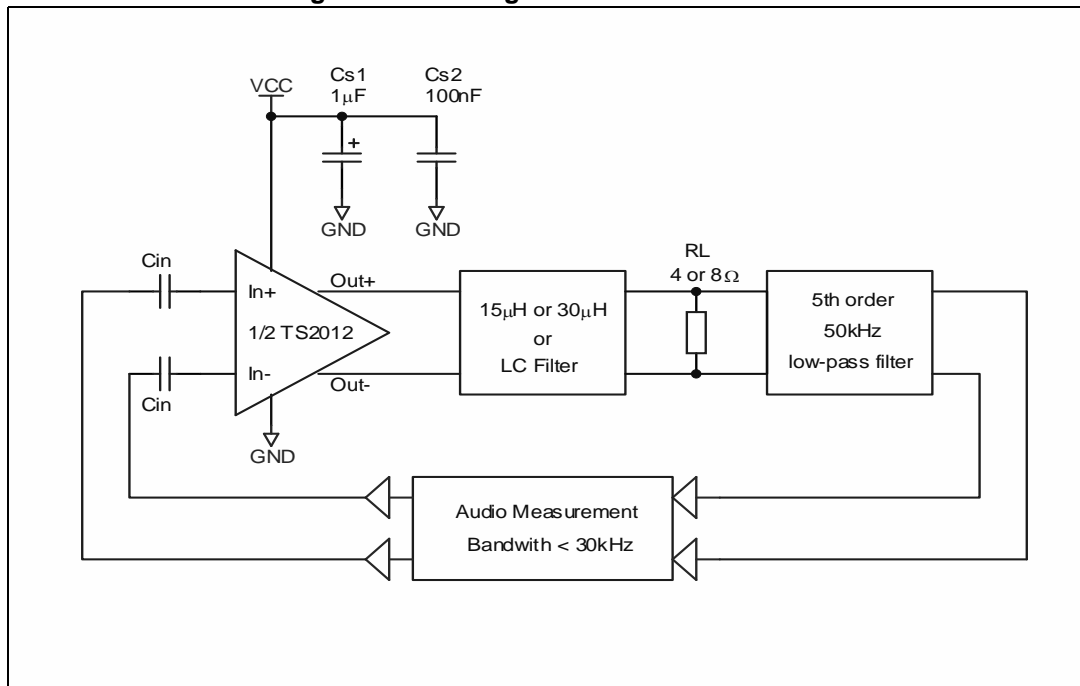 VCC
Cs1
1μF
Cs2
100nF
+
GND
GND
Cin
In+
Out+
1/2 TS2012
In-
Out-
Cin
GND
15μH or 30μH
or
LC Filter
RL
4 or 8Ω
5th order
50kHz
low-pass filter
Audio Measurement
Bandwith < 30kHz